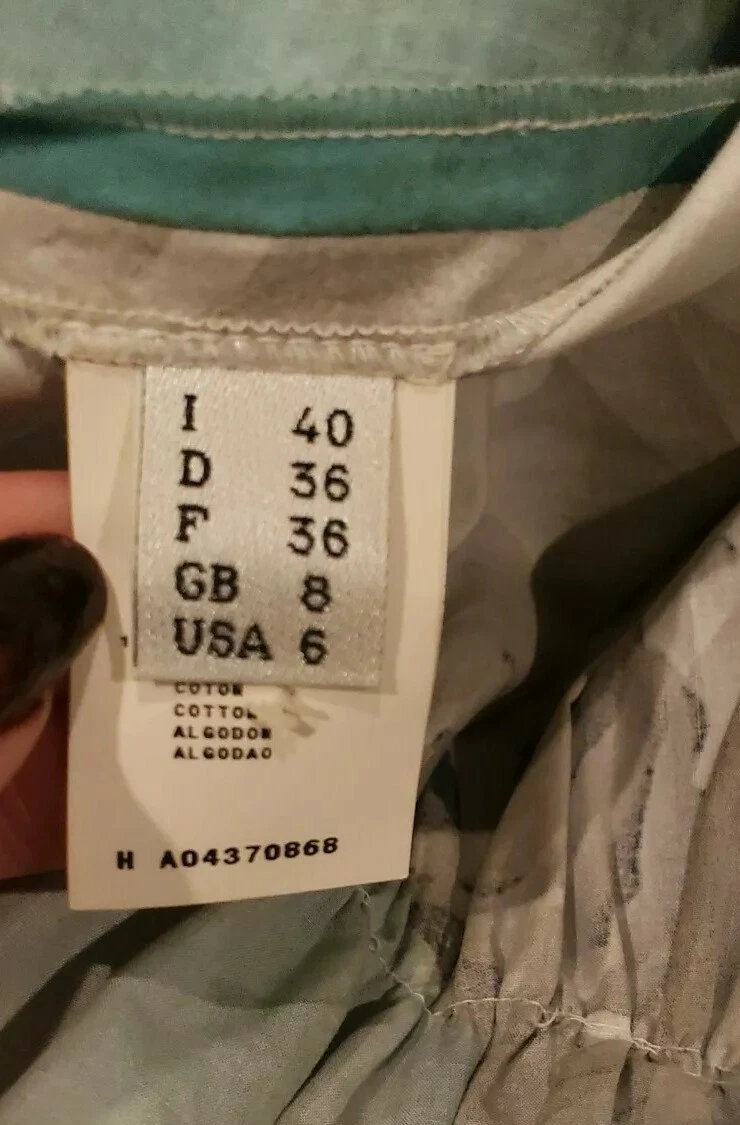 I 40
D 36
F 36
GB 8
USA 6
COTON
COTTON
ALGODON
ALGODAO
H A04370868